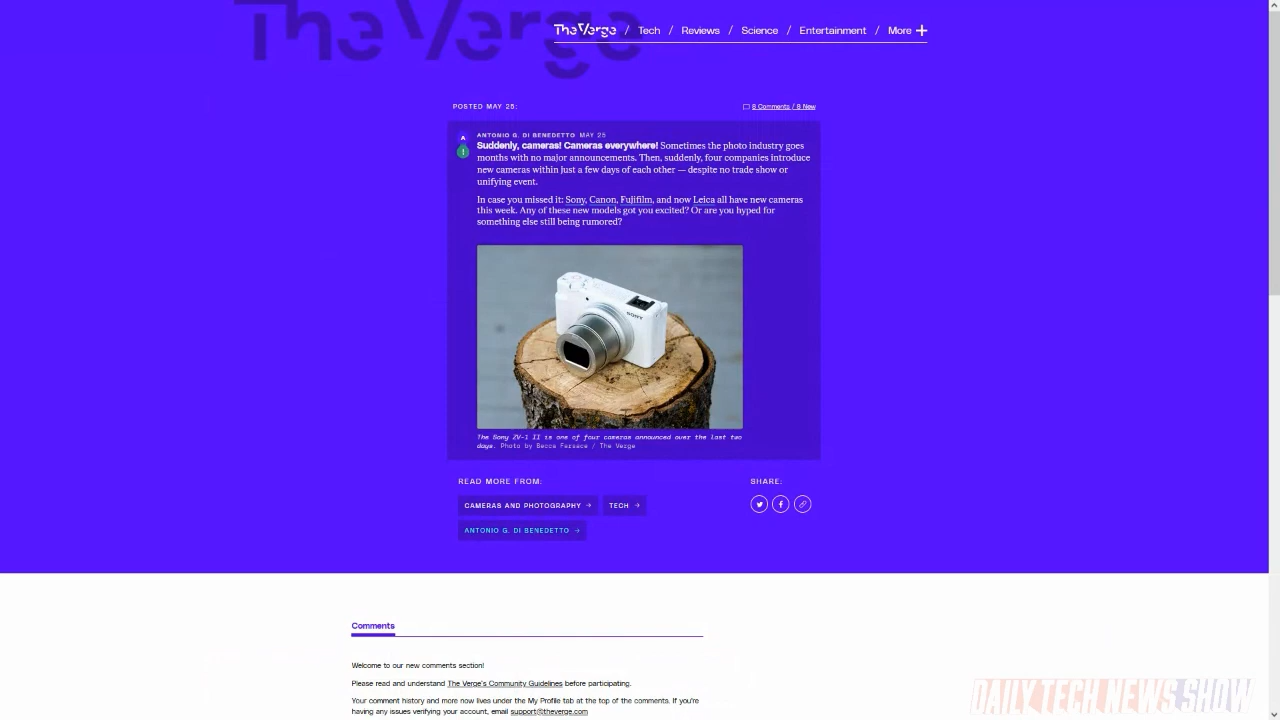 The Verge
The Verge / Tech / Reviews / Science / Entertainment / More
POSTED MAY 25:
8 Comments / 8 New
A
ANTONIO G. DI BENEDETTO MAY 25
Suddenly, cameras! Cameras everywhere! Sometimes the photo industry goes
months with no major announcements. Then, suddenly, four companies introduce
new cameras within just a few days of each other — despite no trade show or
unifying event.
In case you missed it: Sony, Canon, Fujifilm, and now Leica all have new cameras
this week. Any of these new models got you excited? Or are you hyped for
something else still being rumored?
SONY
The Sony ZV-1 II is one of four cameras announced over the last two
days. Photo by Becca Farsace / The Verge
READ MORE FROM:
SHARE:
CAMERAS AND PHOTOGRAPHY → TECH →
ANTONIO G. DI BENEDETTO →
Comments
Welcome to our new comments section!
Please read and understand The Verge's Community Guidelines before participating.
Your comment history and more now lives under the My Profile tab at the top of the comments. If you're
having any issues verifying your account, email support@theverge.com
DAILY TECH NEWS SHOW